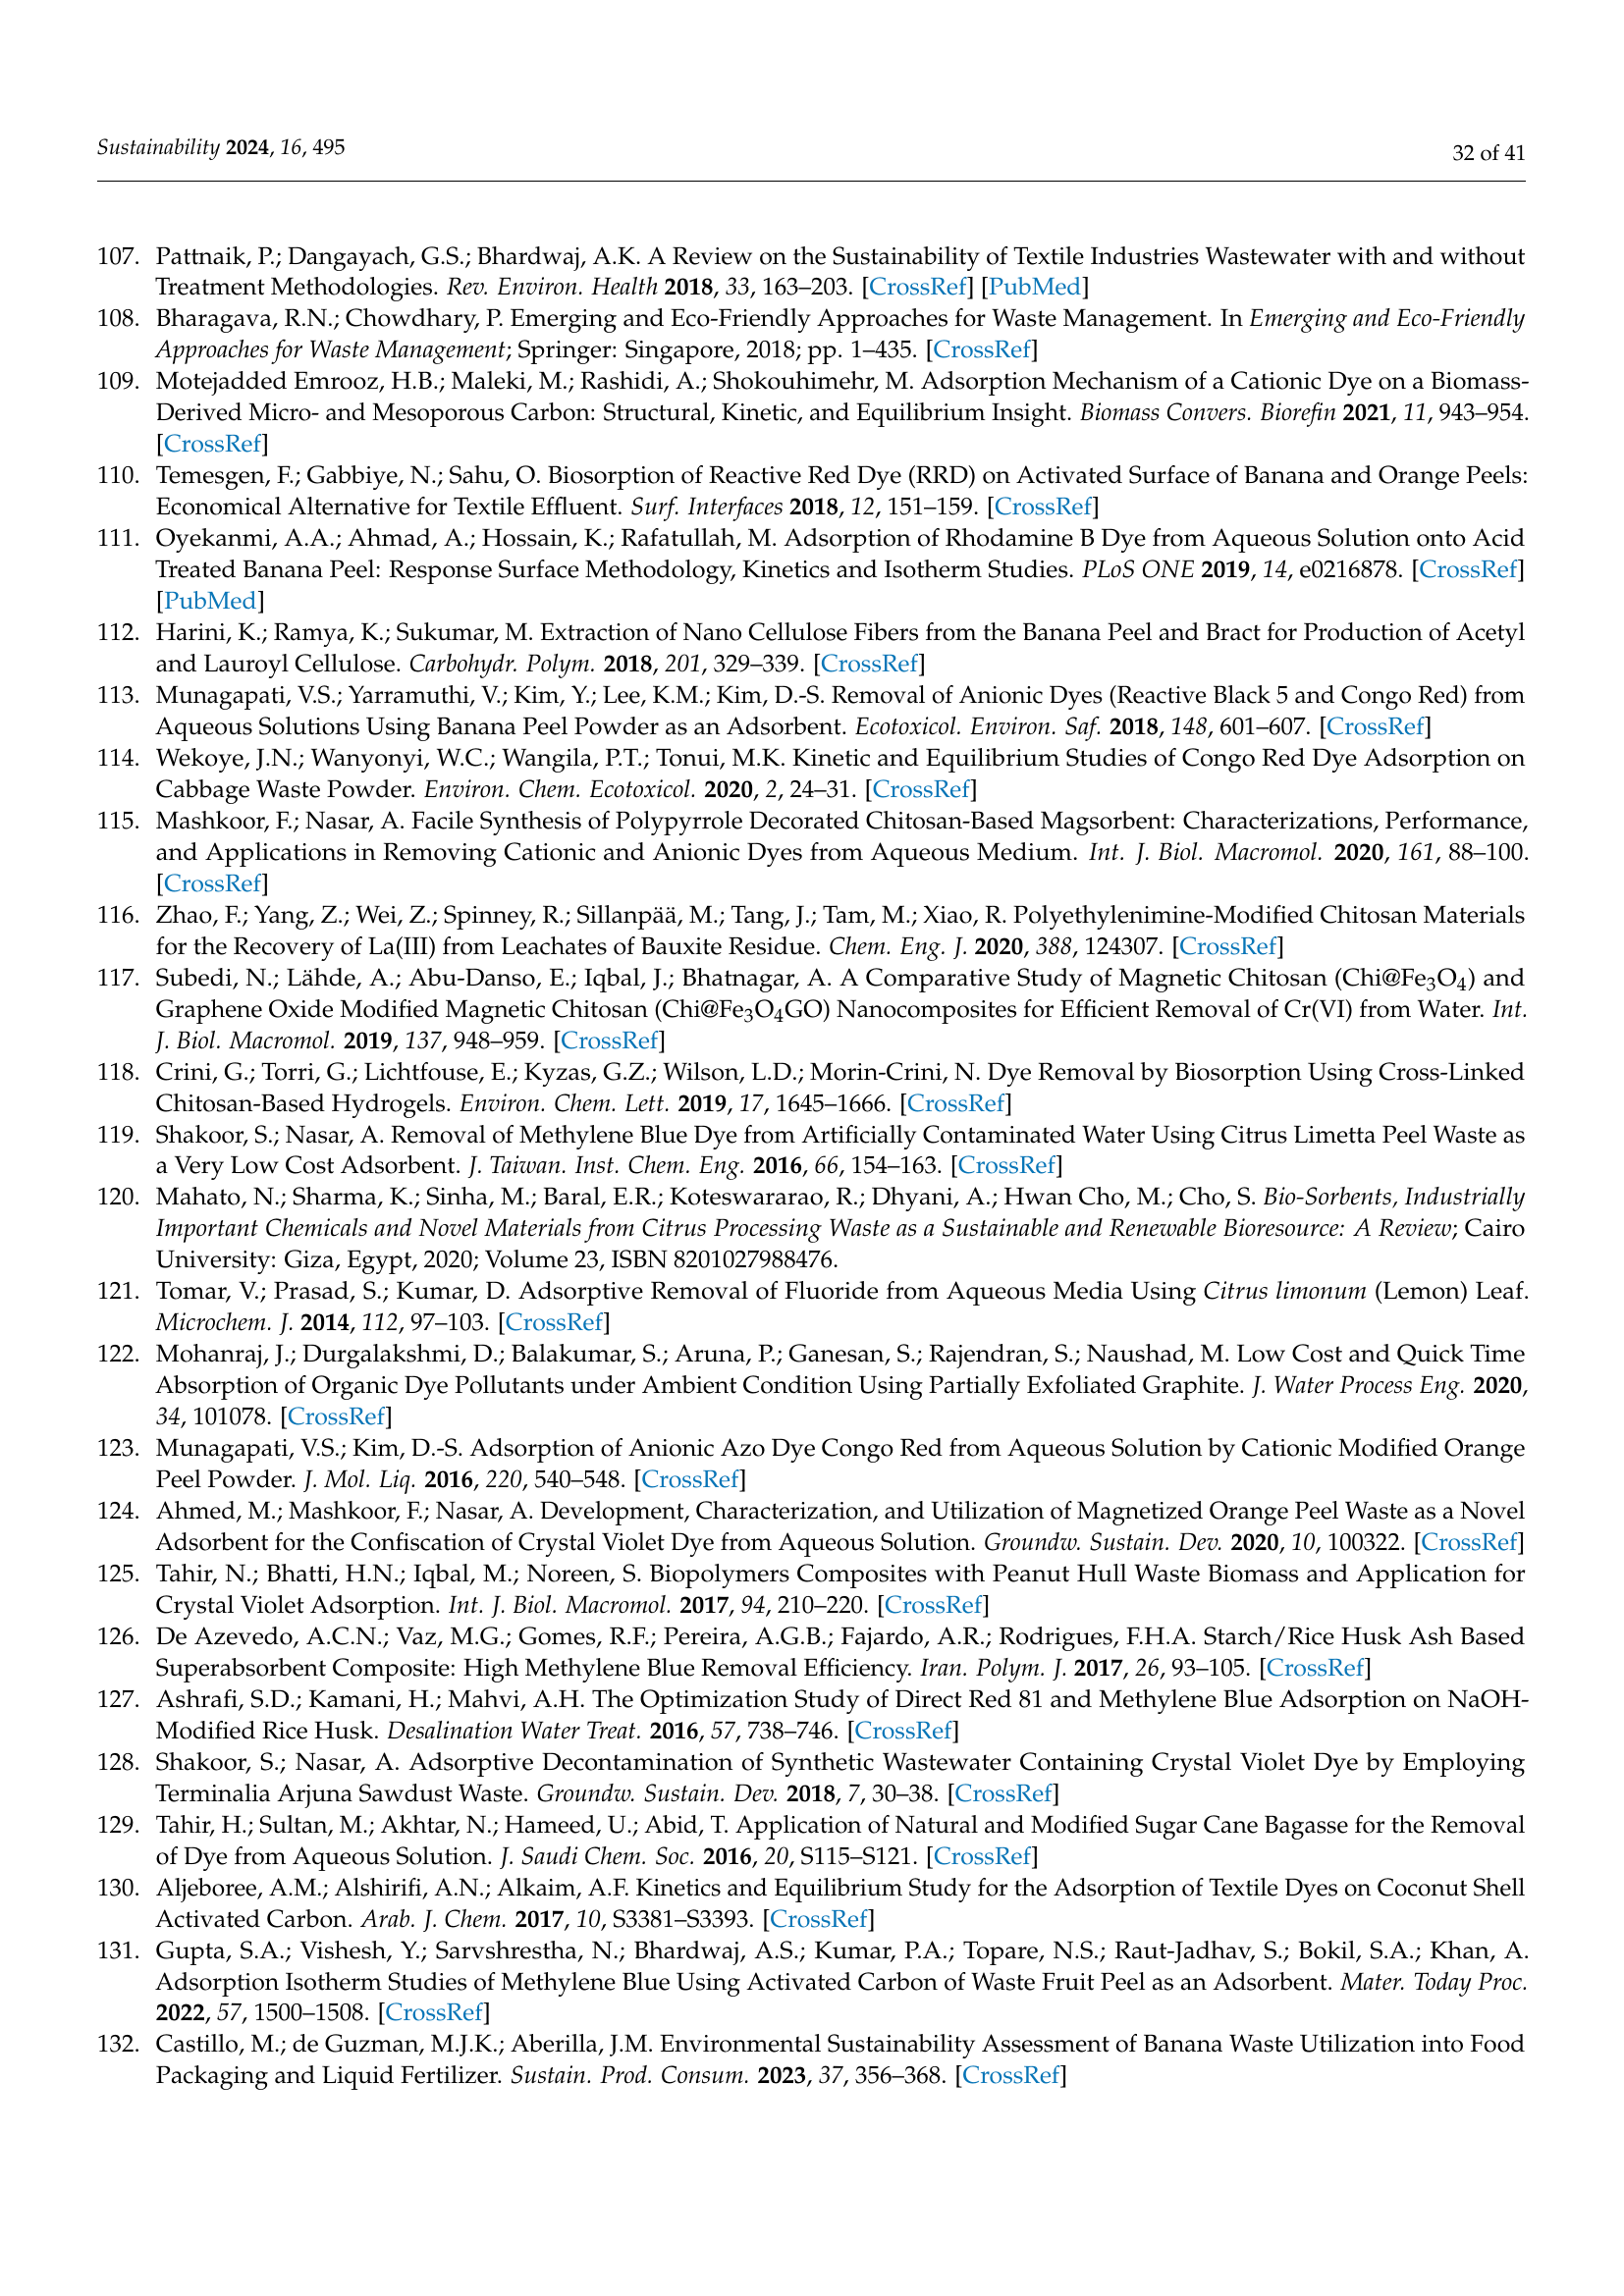 Sustainability 2024, 16, 495
32 of 41
107. Pattnaik, P.; Dangayach, G.S.; Bhardwaj, A.K. A Review on the Sustainability of Textile Industries Wastewater with and without
Treatment Methodologies. Rev. Environ. Health 2018, 33, 163–203. [CrossRef] [PubMed]
108. Bharagava, R.N.; Chowdhary, P. Emerging and Eco-Friendly Approaches for Waste Management. In Emerging and Eco-Friendly
Approaches for Waste Management; Springer: Singapore, 2018; pp. 1–435. [CrossRef]
109. Motejadded Emrooz, H.B.; Maleki, M.; Rashidi, A.; Shokouhimehr, M. Adsorption Mechanism of a Cationic Dye on a Biomass-
Derived Micro- and Mesoporous Carbon: Structural, Kinetic, and Equilibrium Insight. Biomass Convers. Biorefin 2021, 11, 943–954.
[CrossRef]
110. Temesgen, F.; Gabbiye, N.; Sahu, O. Biosorption of Reactive Red Dye (RRD) on Activated Surface of Banana and Orange Peels:
Economical Alternative for Textile Effluent. Surf. Interfaces 2018, 12, 151–159. [CrossRef]
111. Oyekanmi, A.A.; Ahmad, A.; Hossain, K.; Rafatullah, M. Adsorption of Rhodamine B Dye from Aqueous Solution onto Acid
Treated Banana Peel: Response Surface Methodology, Kinetics and Isotherm Studies. PLoS ONE 2019, 14, e0216878. [CrossRef]
[PubMed]
112. Harini, K.; Ramya, K.; Sukumar, M. Extraction of Nano Cellulose Fibers from the Banana Peel and Bract for Production of Acetyl
and Lauroyl Cellulose. Carbohydr. Polym. 2018, 201, 329–339. [CrossRef]
113. Munagapati, V.S.; Yarramuthi, V.; Kim, Y.; Lee, K.M.; Kim, D.-S. Removal of Anionic Dyes (Reactive Black 5 and Congo Red) from
Aqueous Solutions Using Banana Peel Powder as an Adsorbent. Ecotoxicol. Environ. Saf. 2018, 148, 601–607. [CrossRef]
114. Wekoye, J.N.; Wanyonyi, W.C.; Wangila, P.T.; Tonui, M.K. Kinetic and Equilibrium Studies of Congo Red Dye Adsorption on
Cabbage Waste Powder. Environ. Chem. Ecotoxicol. 2020, 2, 24–31. [CrossRef]
115. Mashkoor, F.; Nasar, A. Facile Synthesis of Polypyrrole Decorated Chitosan-Based Magsorbent: Characterizations, Performance,
and Applications in Removing Cationic and Anionic Dyes from Aqueous Medium. Int. J. Biol. Macromol. 2020, 161, 88–100.
[CrossRef]
116. Zhao, F.; Yang, Z.; Wei, Z.; Spinney, R.; Sillanpää, M.; Tang, J.; Tam, M.; Xiao, R. Polyethylenimine-Modified Chitosan Materials
for the Recovery of La(III) from Leachates of Bauxite Residue. Chem. Eng. J. 2020, 388, 124307. [CrossRef]
117. Subedi, N.; Lähde, A.; Abu-Danso, E.; Iqbal, J.; Bhatnagar, A. A Comparative Study of Magnetic Chitosan (Chi@Fe₃O₄) and
Graphene Oxide Modified Magnetic Chitosan (Chi@Fe₃O₄GO) Nanocomposites for Efficient Removal of Cr(VI) from Water. Int.
J. Biol. Macromol. 2019, 137, 948–959. [CrossRef]
118. Crini, G.; Torri, G.; Lichtfouse, E.; Kyzas, G.Z.; Wilson, L.D.; Morin-Crini, N. Dye Removal by Biosorption Using Cross-Linked
Chitosan-Based Hydrogels. Environ. Chem. Lett. 2019, 17, 1645–1666. [CrossRef]
119. Shakoor, S.; Nasar, A. Removal of Methylene Blue Dye from Artificially Contaminated Water Using Citrus Limetta Peel Waste as
a Very Low Cost Adsorbent. J. Taiwan. Inst. Chem. Eng. 2016, 66, 154–163. [CrossRef]
120. Mahato, N.; Sharma, K.; Sinha, M.; Baral, E.R.; Koteswararao, R.; Dhyani, A.; Hwan Cho, M.; Cho, S. Bio-Sorbents, Industrially
Important Chemicals and Novel Materials from Citrus Processing Waste as a Sustainable and Renewable Bioresource: A Review; Cairo
University: Giza, Egypt, 2020; Volume 23, ISBN 8201027988476.
121. Tomar, V.; Prasad, S.; Kumar, D. Adsorptive Removal of Fluoride from Aqueous Media Using Citrus limonum (Lemon) Leaf.
Microchem. J. 2014, 112, 97–103. [CrossRef]
122. Mohanraj, J.; Durgalakshmi, D.; Balakumar, S.; Aruna, P.; Ganesan, S.; Rajendran, S.; Naushad, M. Low Cost and Quick Time
Absorption of Organic Dye Pollutants under Ambient Condition Using Partially Exfoliated Graphite. J. Water Process Eng. 2020,
34, 101078. [CrossRef]
123. Munagapati, V.S.; Kim, D.-S. Adsorption of Anionic Azo Dye Congo Red from Aqueous Solution by Cationic Modified Orange
Peel Powder. J. Mol. Liq. 2016, 220, 540–548. [CrossRef]
124. Ahmed, M.; Mashkoor, F.; Nasar, A. Development, Characterization, and Utilization of Magnetized Orange Peel Waste as a Novel
Adsorbent for the Confiscation of Crystal Violet Dye from Aqueous Solution. Groundw. Sustain. Dev. 2020, 10, 100322. [CrossRef]
125. Tahir, N.; Bhatti, H.N.; Iqbal, M.; Noreen, S. Biopolymers Composites with Peanut Hull Waste Biomass and Application for
Crystal Violet Adsorption. Int. J. Biol. Macromol. 2017, 94, 210–220. [CrossRef]
126. De Azevedo, A.C.N.; Vaz, M.G.; Gomes, R.F.; Pereira, A.G.B.; Fajardo, A.R.; Rodrigues, F.H.A. Starch/Rice Husk Ash Based
Superabsorbent Composite: High Methylene Blue Removal Efficiency. Iran. Polym. J. 2017, 26, 93–105. [CrossRef]
127. Ashrafi, S.D.; Kamani, H.; Mahvi, A.H. The Optimization Study of Direct Red 81 and Methylene Blue Adsorption on NaOH-
Modified Rice Husk. Desalination Water Treat. 2016, 57, 738–746. [CrossRef]
128. Shakoor, S.; Nasar, A. Adsorptive Decontamination of Synthetic Wastewater Containing Crystal Violet Dye by Employing
Terminalia Arjuna Sawdust Waste. Groundw. Sustain. Dev. 2018, 7, 30–38. [CrossRef]
129. Tahir, H.; Sultan, M.; Akhtar, N.; Hameed, U.; Abid, T. Application of Natural and Modified Sugar Cane Bagasse for the Removal
of Dye from Aqueous Solution. J. Saudi Chem. Soc. 2016, 20, S115–S121. [CrossRef]
130. Aljeboree, A.M.; Alshirifi, A.N.; Alkaim, A.F. Kinetics and Equilibrium Study for the Adsorption of Textile Dyes on Coconut Shell
Activated Carbon. Arab. J. Chem. 2017, 10, S3381–S3393. [CrossRef]
131. Gupta, S.A.; Vishesh, Y.; Sarvshrestha, N.; Bhardwaj, A.S.; Kumar, P.A.; Topare, N.S.; Raut-Jadhav, S.; Bokil, S.A.; Khan, A.
Adsorption Isotherm Studies of Methylene Blue Using Activated Carbon of Waste Fruit Peel as an Adsorbent. Mater. Today Proc.
2022, 57, 1500–1508. [CrossRef]
132. Castillo, M.; de Guzman, M.J.K.; Aberilla, J.M. Environmental Sustainability Assessment of Banana Waste Utilization into Food
Packaging and Liquid Fertilizer. Sustain. Prod. Consum. 2023, 37, 356–368. [CrossRef]